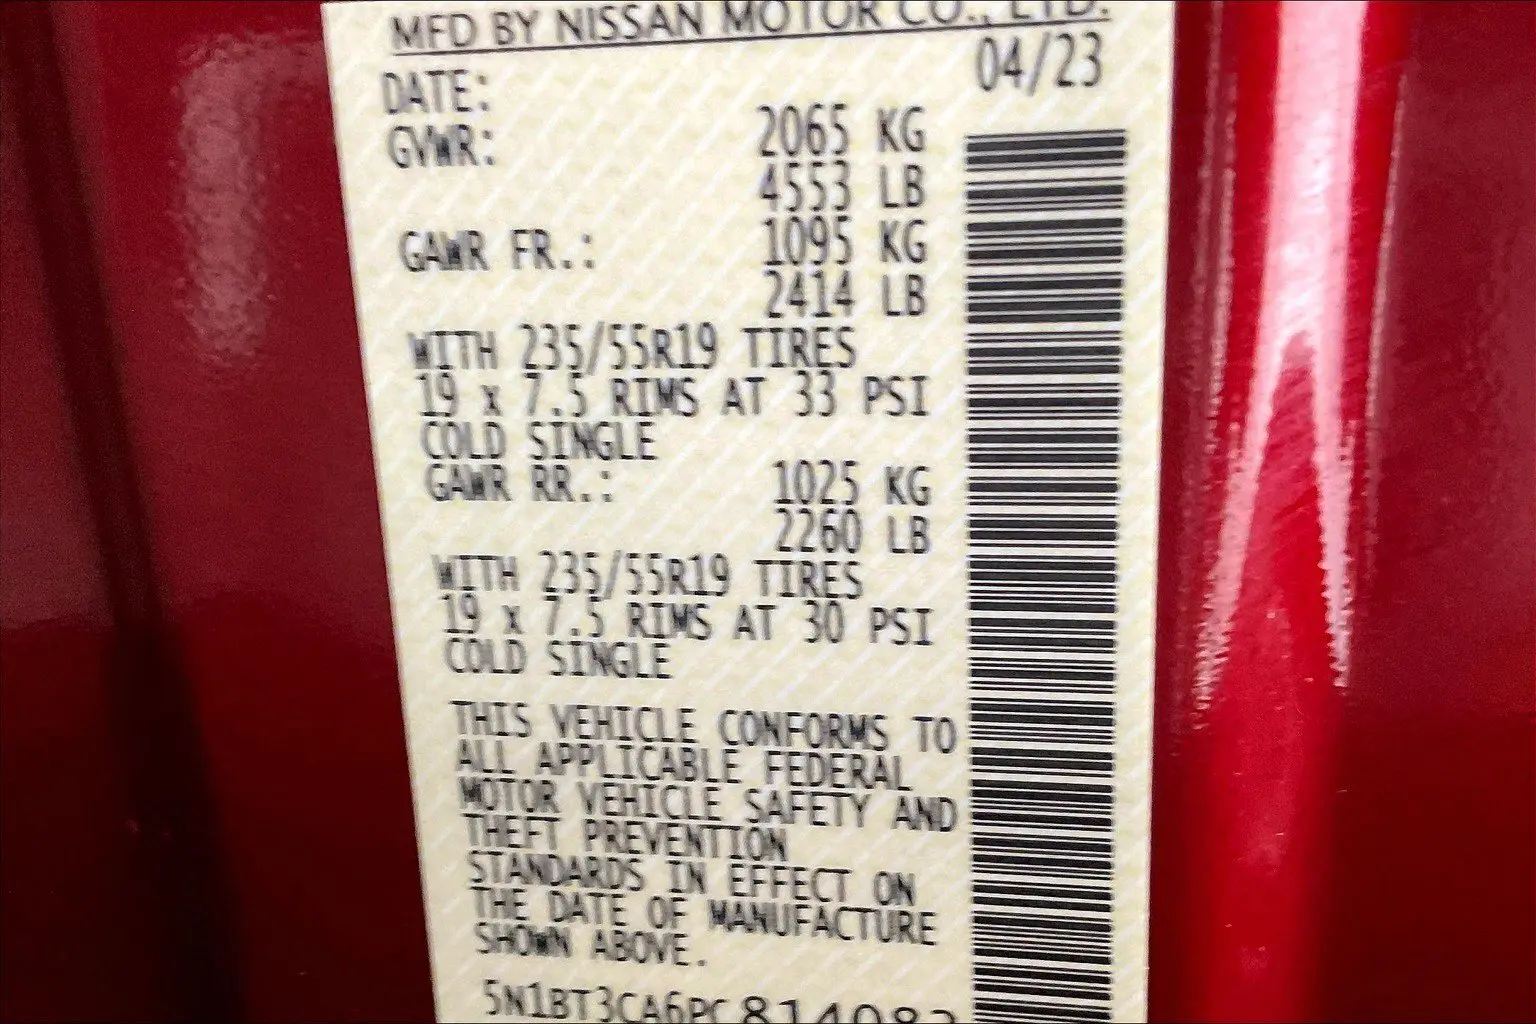 MFD BY NISSAN MOTOR CO., LTD.
DATE: 04/23
GVWR: 2065 KG
4553 LB
GAWR FR.: 1095 KG
2414 LB
WITH 235/55R19 TIRES
19 x 7.5 RIMS AT 33 PSI
COLD SINGLE
GAWR RR.: 1025 KG
2260 LB
WITH 235/55R19 TIRES
19 x 7.5 RIMS AT 30 PSI
COLD SINGLE
THIS VEHICLE CONFORMS TO
ALL APPLICABLE FEDERAL
MOTOR VEHICLE SAFETY AND
THEFT PREVENTION
STANDARDS IN EFFECT ON
THE DATE OF MANUFACTURE
SHOWN ABOVE.